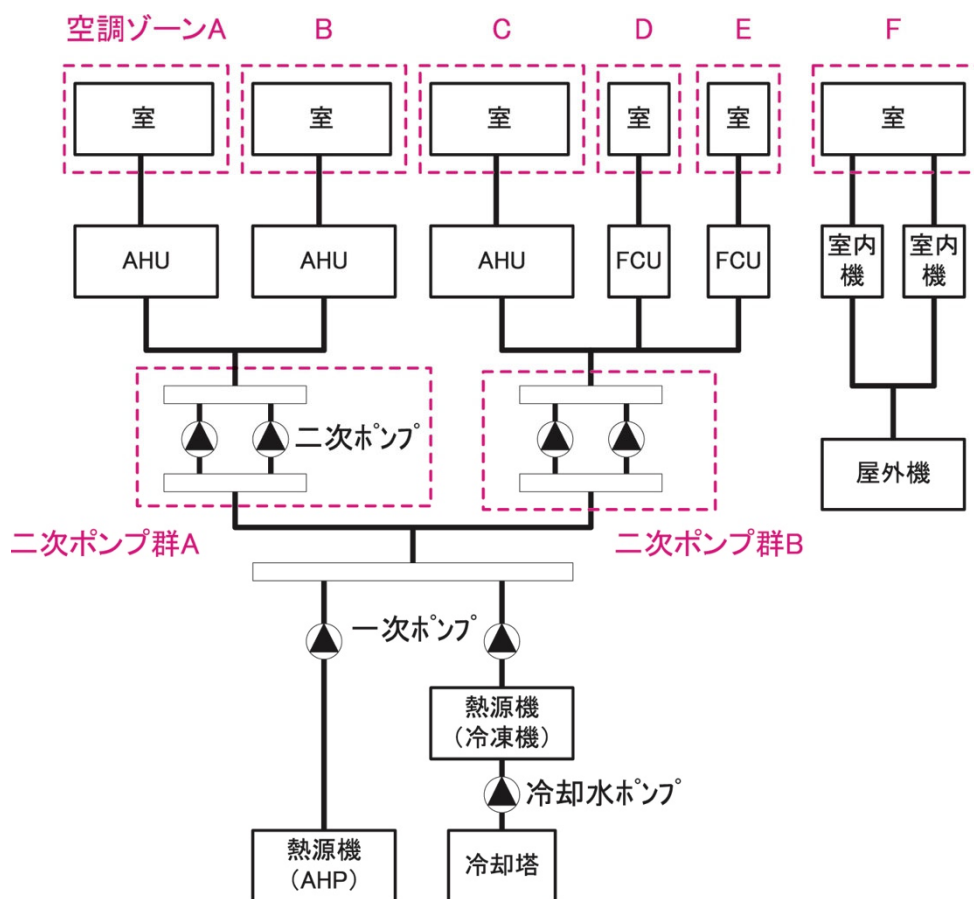 空調ゾーンA B C D E F
室 室 室 室 室 室
AHU AHU AHU FCU FCU 室内機 室内機
二次ﾎﾟﾝﾌﾟ
屋外機
二次ポンプ群A 二次ポンプ群B
一次ﾎﾟﾝﾌﾟ
熱源機
(冷凍機)
冷却水ﾎﾟﾝﾌﾟ
熱源機
(AHP)
冷却塔